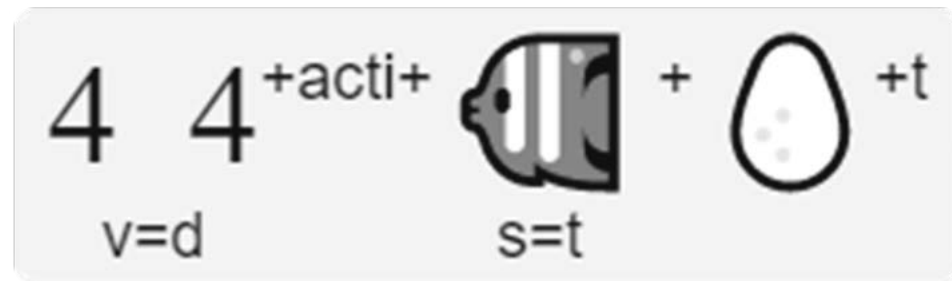 4 4 +acti+ + +t
v=d s=t